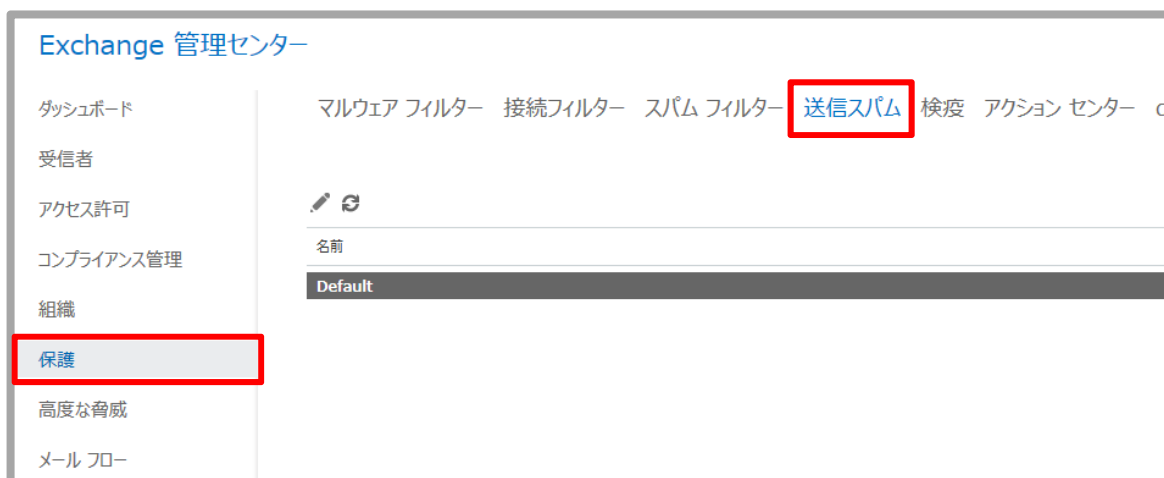 Exchange 管理センター
ダッシュボード
受信者
アクセス許可
コンプライアンス管理
組織
保護
高度な脅威
メール フロー
マルウェア フィルター 接続フィルター スパム フィルター 送信スパム 検疫 アクション センター
名前
Default